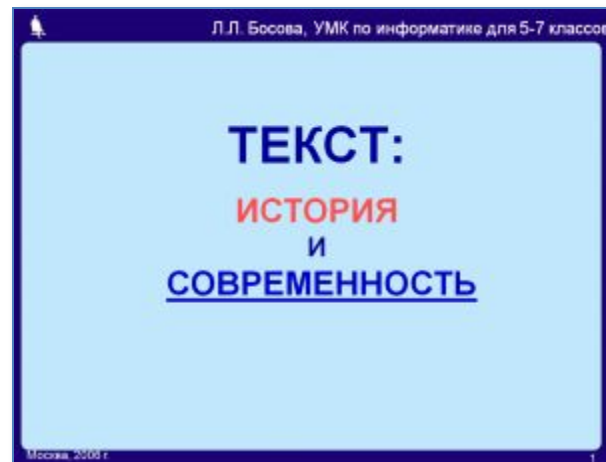 Л.Л. Босова, УМК по информатике для 5-7 классов
ТЕКСТ:
ИСТОРИЯ
И
СОВРЕМЕННОСТЬ
Москва, 2006 г.
1